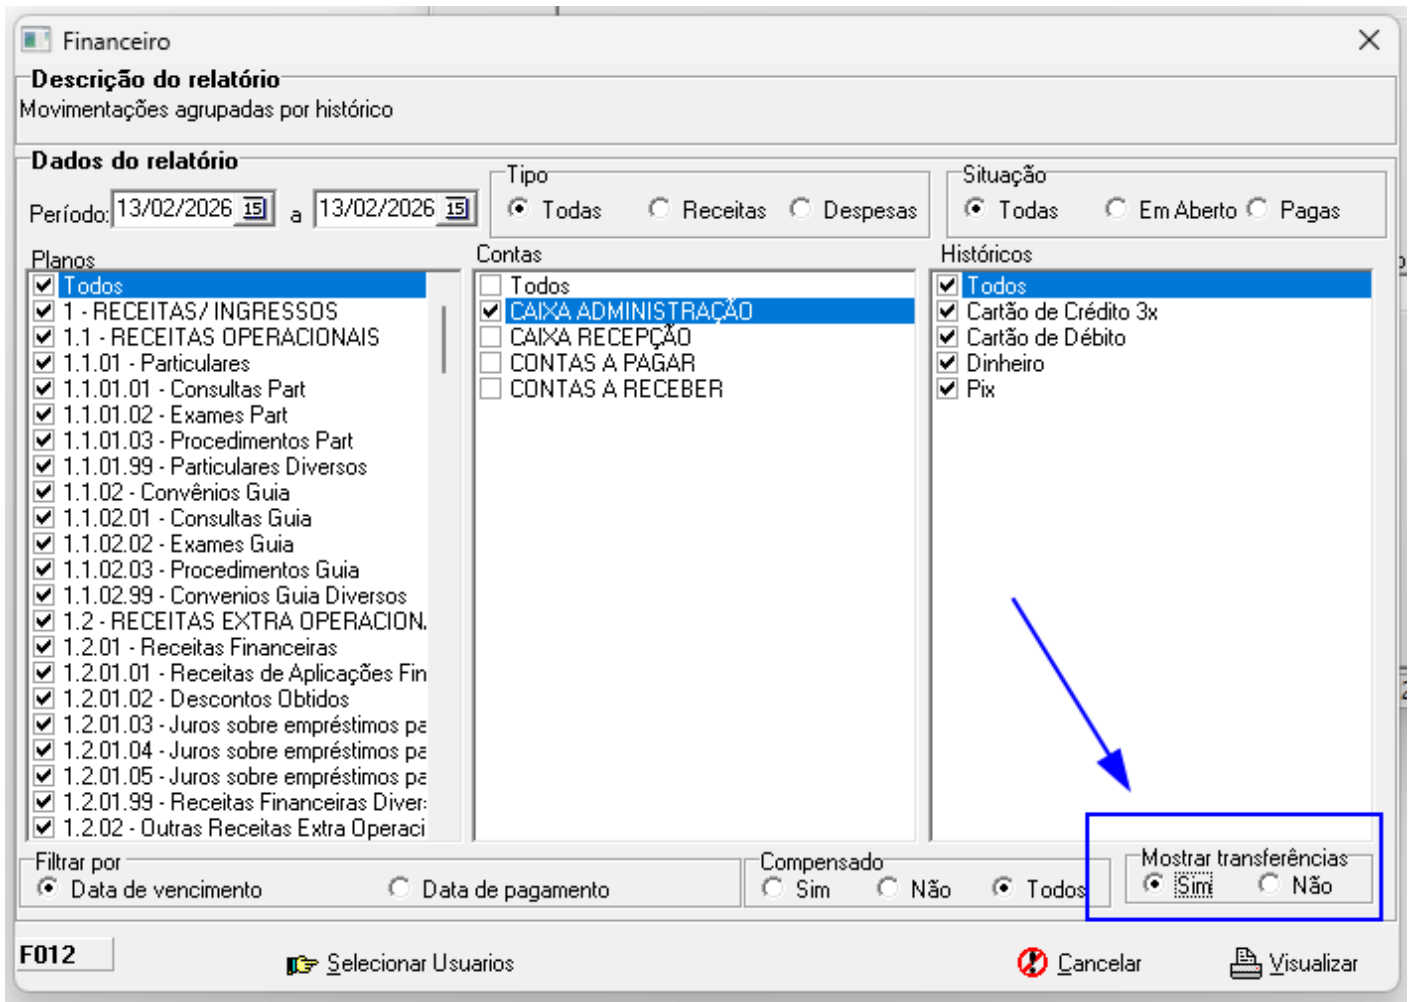 Financeiro
Descrição do relatório
Movimentações agrupadas por histórico
Dados do relatório
Período: 13/02/2026 15 a 13/02/2026 15
Tipo
Todas Receitas Despesas
Situação
Todas Em Aberto Pagas
Planos
Todos
1 - RECEITAS/ INGRESSOS
1.1 - RECEITAS OPERACIONAIS
1.1.01 - Particulares
1.1.01.01 - Consultas Part
1.1.01.02 - Exames Part
1.1.01.03 - Procedimentos Part
1.1.01.99 - Particulares Diversos
1.1.02 - Convênios Guia
1.1.02.01 - Consultas Guia
1.1.02.02 - Exames Guia
1.1.02.03 - Procedimentos Guia
1.1.02.99 - Convenios Guia Diversos
1.2 - RECEITAS EXTRA OPERACION
1.2.01 - Receitas Financeiras
1.2.01.01 - Receitas de Aplicações Fin
1.2.01.02 - Descontos Obtidos
1.2.01.03 - Juros sobre empréstimos pa
1.2.01.04 - Juros sobre empréstimos pa
1.2.01.05 - Juros sobre empréstimos pa
1.2.01.99 - Receitas Financeiras Diver
1.2.02 - Outras Receitas Extra Operaci
Contas
Todos
CAIXA ADMINISTRAÇÃO
CAIXA RECEPÇÃO
CONTAS A PAGAR
CONTAS A RECEBER
Históricos
Todos
Cartão de Crédito 3x
Cartão de Débito
Dinheiro
Pix
Filtrar por
Data de vencimento Data de pagamento
Compensado
Sim Não Todos
Mostrar transferências
Sim Não
F012
Selecionar Usuarios
Cancelar
Visualizar